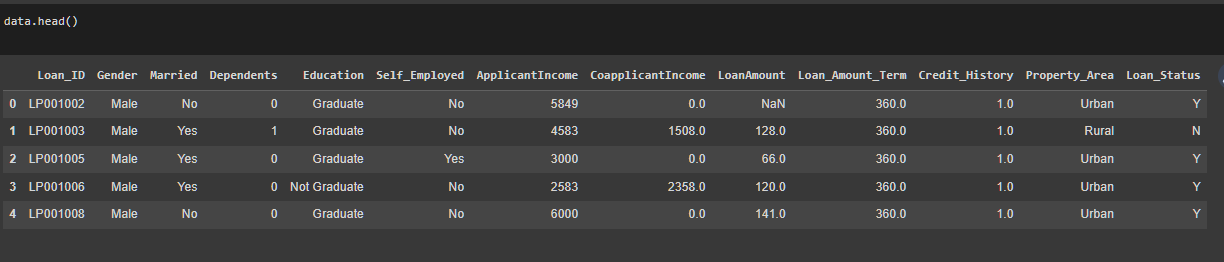 data.head()
Loan_ID Gender Married Dependents Education Self_Employed ApplicantIncome CoapplicantIncome LoanAmount Loan_Amount_Term Credit_History Property_Area Loan_Status
0 LP001002 Male No 0 Graduate No 5849 0.0 NaN 360.0 1.0 Urban Y
1 LP001003 Male Yes 1 Graduate No 4583 1508.0 128.0 360.0 1.0 Rural N
2 LP001005 Male Yes 0 Graduate Yes 3000 0.0 66.0 360.0 1.0 Urban Y
3 LP001006 Male Yes 0 Not Graduate No 2583 2358.0 120.0 360.0 1.0 Urban Y
4 LP001008 Male No 0 Graduate No 6000 0.0 141.0 360.0 1.0 Urban Y